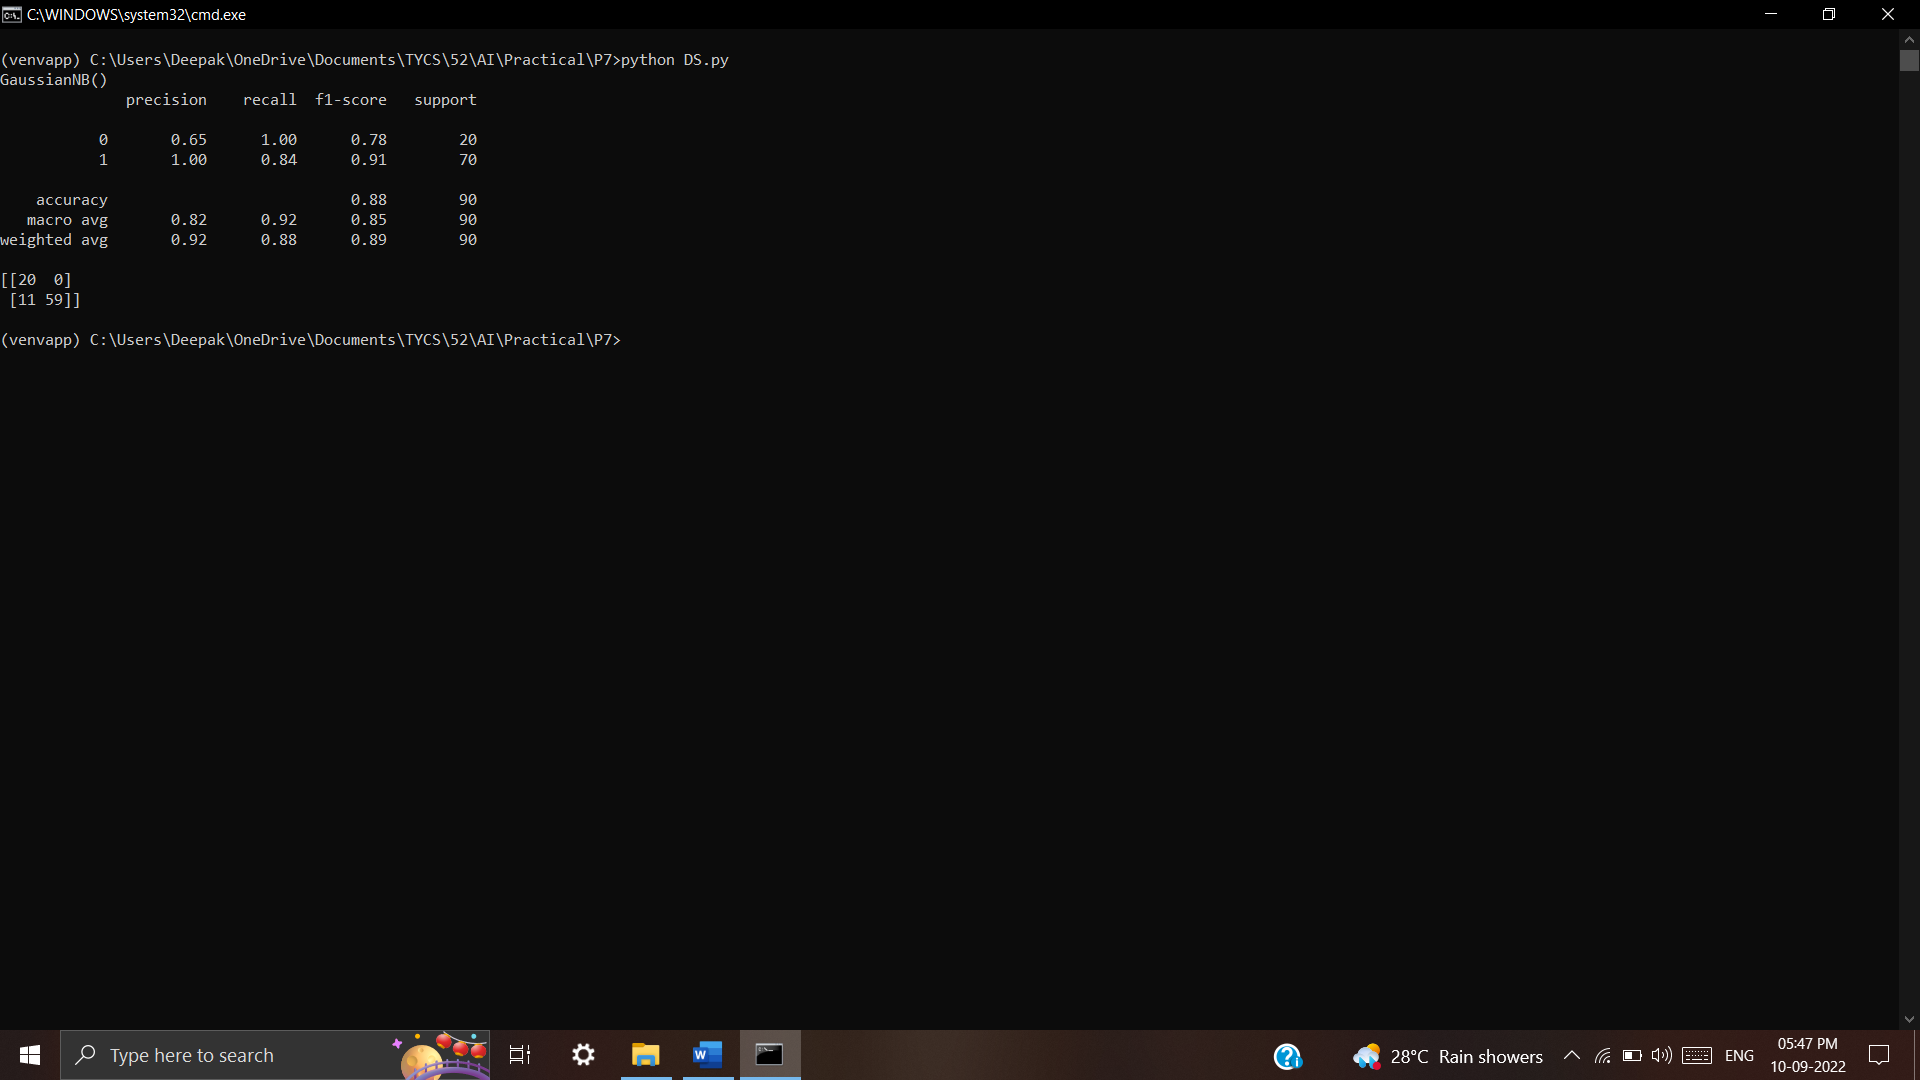 C:\WINDOWS\system32\cmd.exe
(venvapp) C:\Users\Deepak\OneDrive\Documents\TYCS\52\AI\Practical\P7>python DS.py
GaussianNB()
              precision    recall  f1-score   support

           0       0.65      1.00      0.78        20
           1       1.00      0.84      0.91        70

    accuracy                           0.88        90
   macro avg       0.82      0.92      0.85        90
weighted avg       0.92      0.88      0.89        90

[[20  0]
 [11 59]]

(venvapp) C:\Users\Deepak\OneDrive\Documents\TYCS\52\AI\Practical\P7>
Type here to search
28°C Rain showers
ENG
05:47 PM
10-09-2022